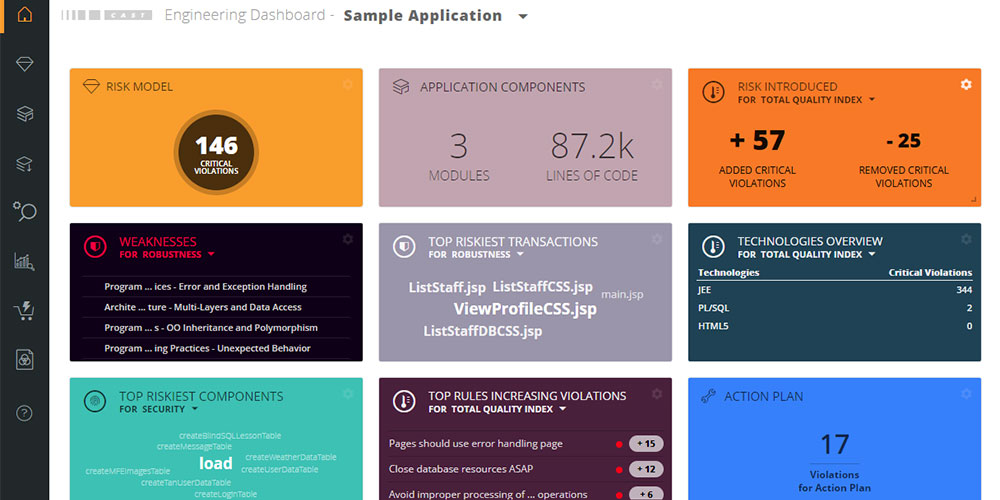 CAST Engineering Dashboard - Sample Application
RISK MODEL
146
CRITICAL
VIOLATIONS
APPLICATION COMPONENTS
3
MODULES
87.2k
LINES OF CODE
RISK INTRODUCED
FOR TOTAL QUALITY INDEX
+ 57
ADDED CRITICAL
VIOLATIONS
- 25
REMOVED CRITICAL
VIOLATIONS
WEAKNESSES
FOR ROBUSTNESS
Program ... ices - Error and Exception Handling
Archite ... ture - Multi-Layers and Data Access
Program ... s - OO Inheritance and Polymorphism
Program ... ing Practices - Unexpected Behavior
TOP RISKIEST TRANSACTIONS
FOR ROBUSTNESS
ListStaff.jsp ListStaffCSS.jsp
main.jsp
ViewProfileCSS.jsp
ListStaffDBCSS.jsp
TECHNOLOGIES OVERVIEW
FOR TOTAL QUALITY INDEX
Technologies Critical Violations
JEE 344
PL/SQL 2
HTML5 0
TOP RISKIEST COMPONENTS
FOR SECURITY
createBlindSQLLessonTable
createMessageTable
load
createWeatherDataTable
createMFEImagesTable
createUserDataTable
createTanUserDataTable
createLoginTable
TOP RULES INCREASING VIOLATIONS
FOR TOTAL QUALITY INDEX
Pages should use error handling page + 15
Close database resources ASAP + 12
Avoid improper processing of ... operations + 6
ACTION PLAN
17
Violations
for Action Plan
?